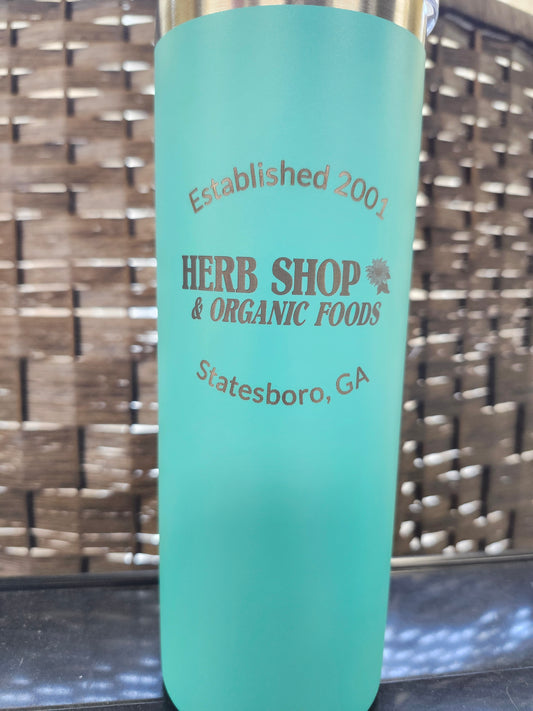 Established 2001
HERB SHOP
& ORGANIC FOODS
Statesboro, GA